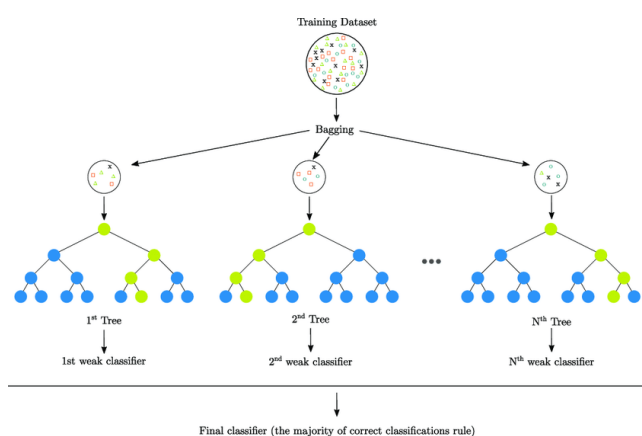 Training Dataset
Bagging
1st Tree
2nd Tree
Nth Tree
1st weak classifier
2nd weak classifier
Nth weak classifier
Final classifier (the majority of correct classifications rule)